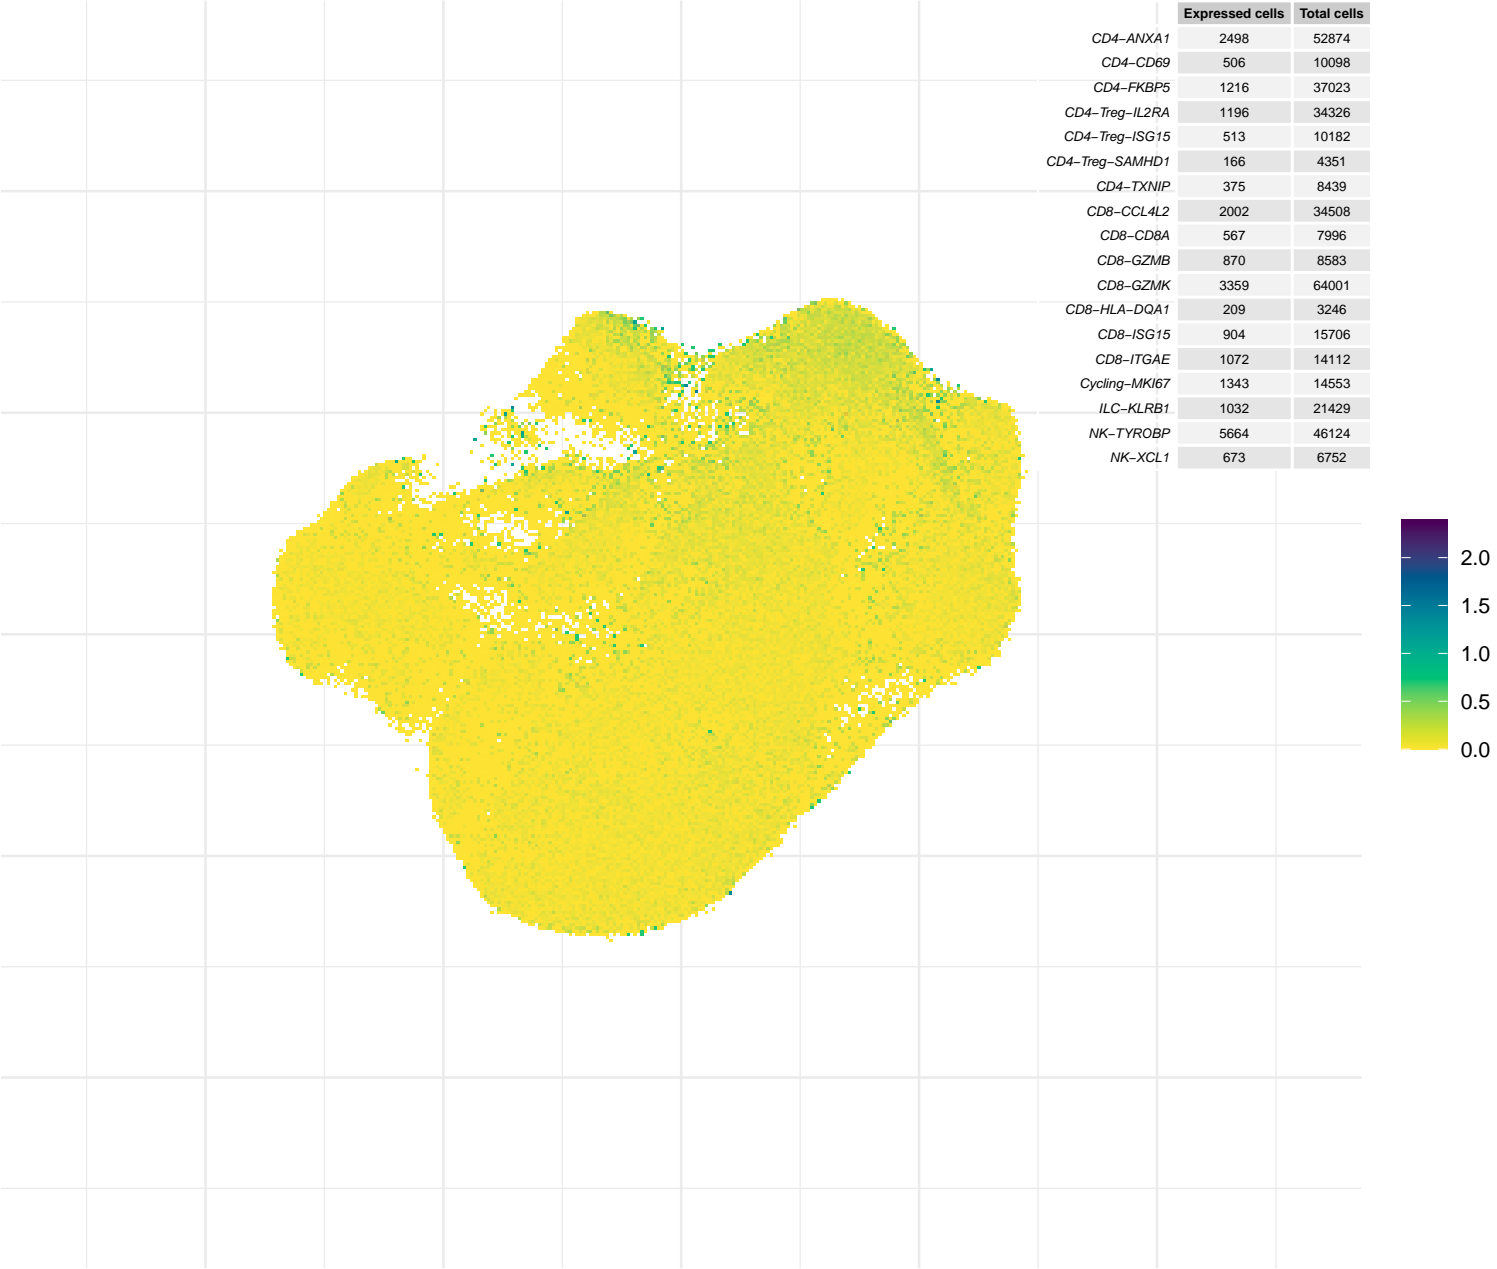 Expressed cells Total cells
CD4−ANXA1 2498 52874
CD4−CD69 506 10098
CD4−FKBP5 1216 37023
CD4−Treg−IL2RA 1196 34326
CD4−Treg−ISG15 513 10182
CD4−Treg−SAMHD1 166 4351
CD4−TXNIP 375 8439
CD8−CCL4L2 2002 34508
CD8−CD8A 567 7996
CD8−GZMB 870 8583
CD8−GZMK 3359 64001
CD8−HLA−DQA1 209 3246
CD8−ISG15 904 15706
CD8−ITGAE 1072 14112
Cycling−MKI67 1343 14553
ILC−KLRB1 1032 21429
NK−TYROBP 5664 46124
NK−XCL1 673 6752
2.0
1.5
1.0
0.5
0.0